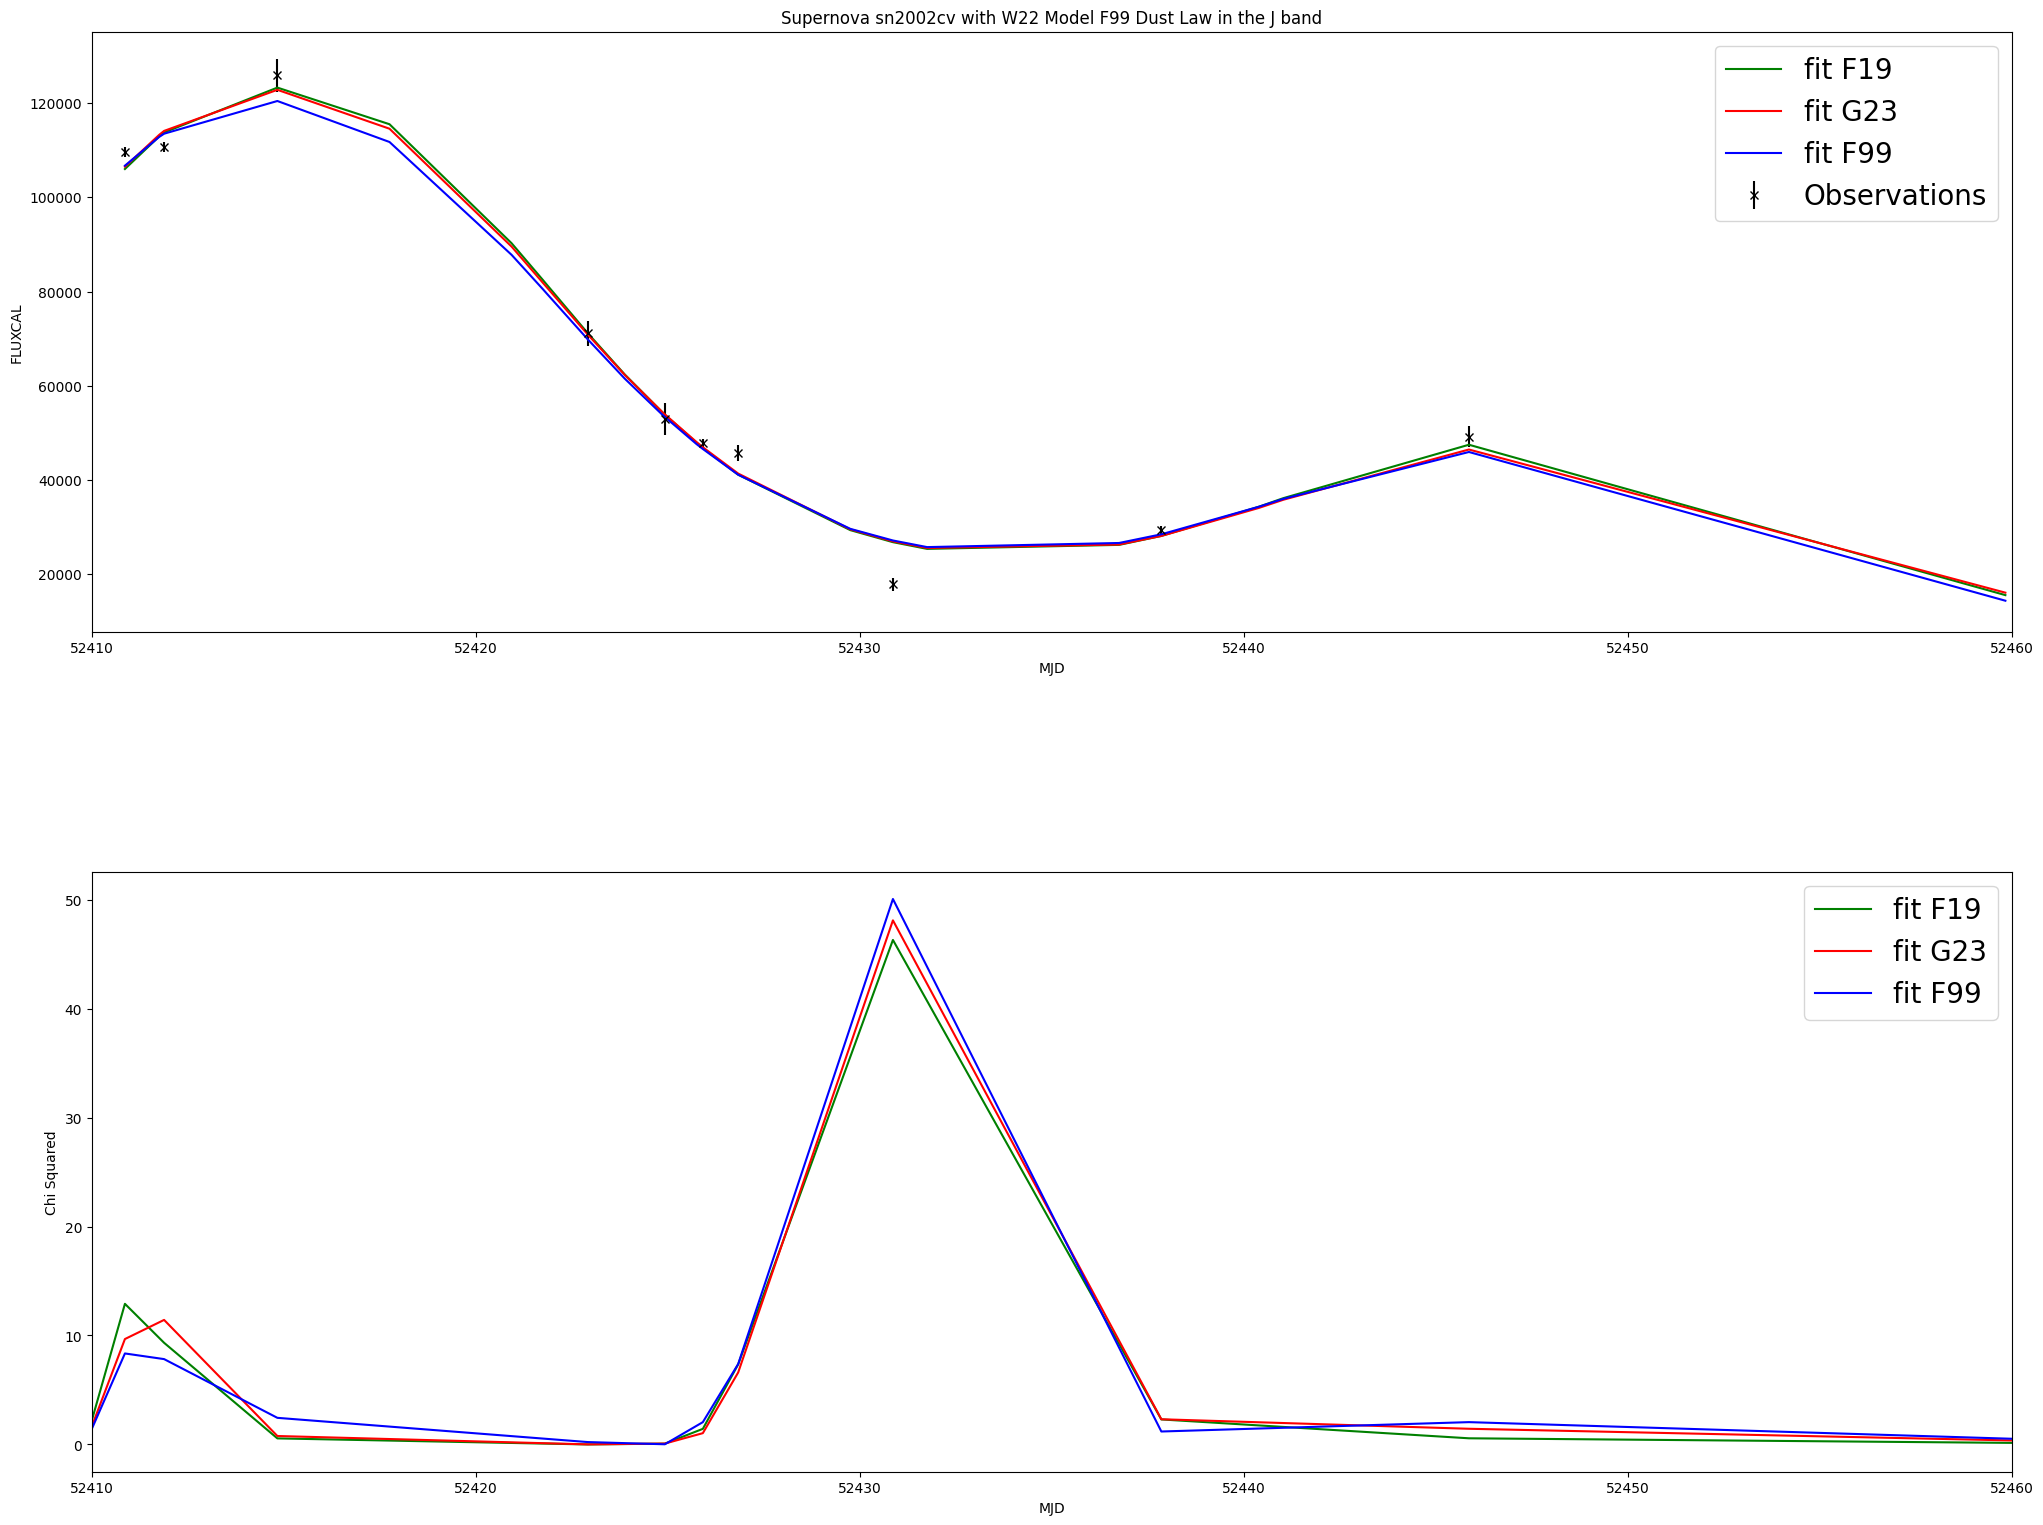 Supernova sn2002cv with W22 Model F99 Dust Law in the J band
fit F19
fit G23
fit F99
Observations
120000
100000
80000
60000
40000
20000
FLUXCAL
52410 52420 52430 52440 52450 52460
MJD
fit F19
fit G23
fit F99
50
40
30
20
10
0
Chi Squared
52410 52420 52430 52440 52450 52460
MJD